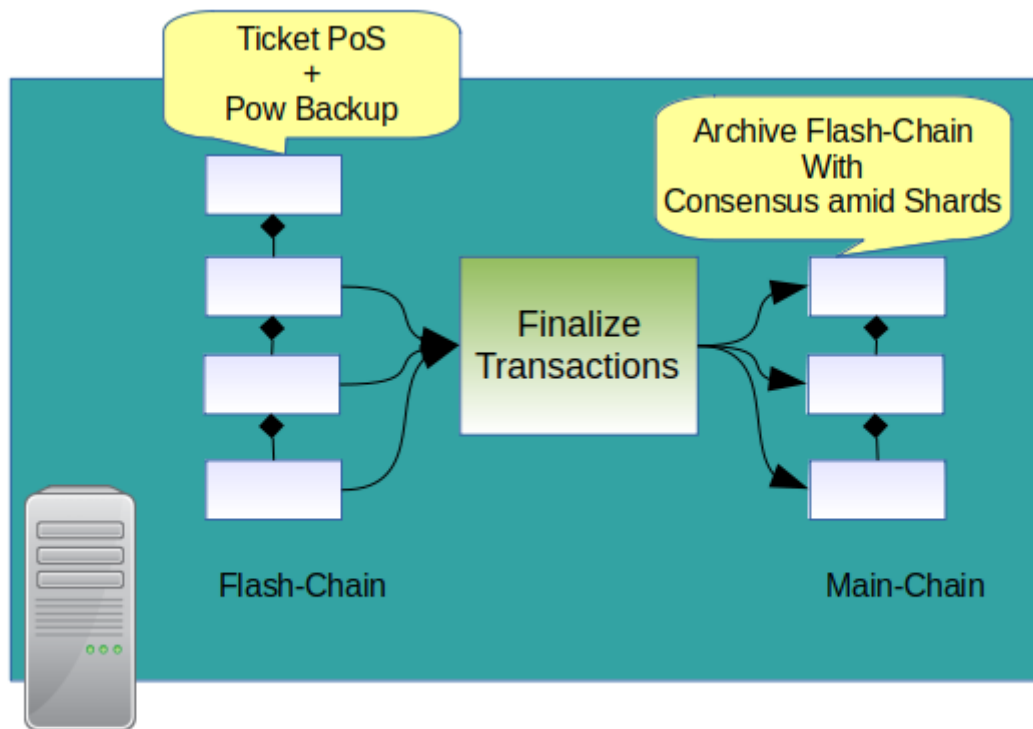 Ticket PoS
+
Pow Backup
Archive Flash-Chain
With
Consensus amid Shards
Finalize
Transactions
Flash-Chain
Main-Chain